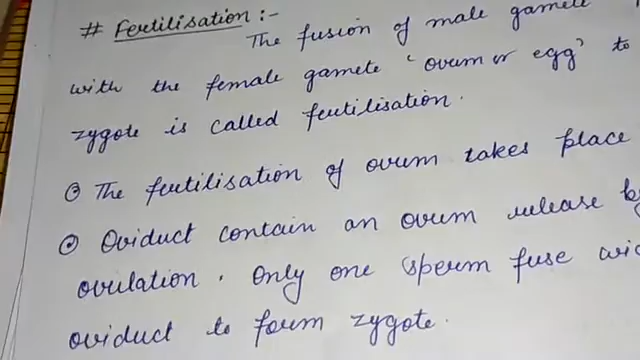 # Fertilisation :-
The fusion of male gamete
with the female gamete 'ovum or egg' to
zygote is called fertilisation.
The fertilisation of ovum takes place
Oviduct contain an ovum release
ovulation. Only one sperm fuse
oviduct to form zygote.